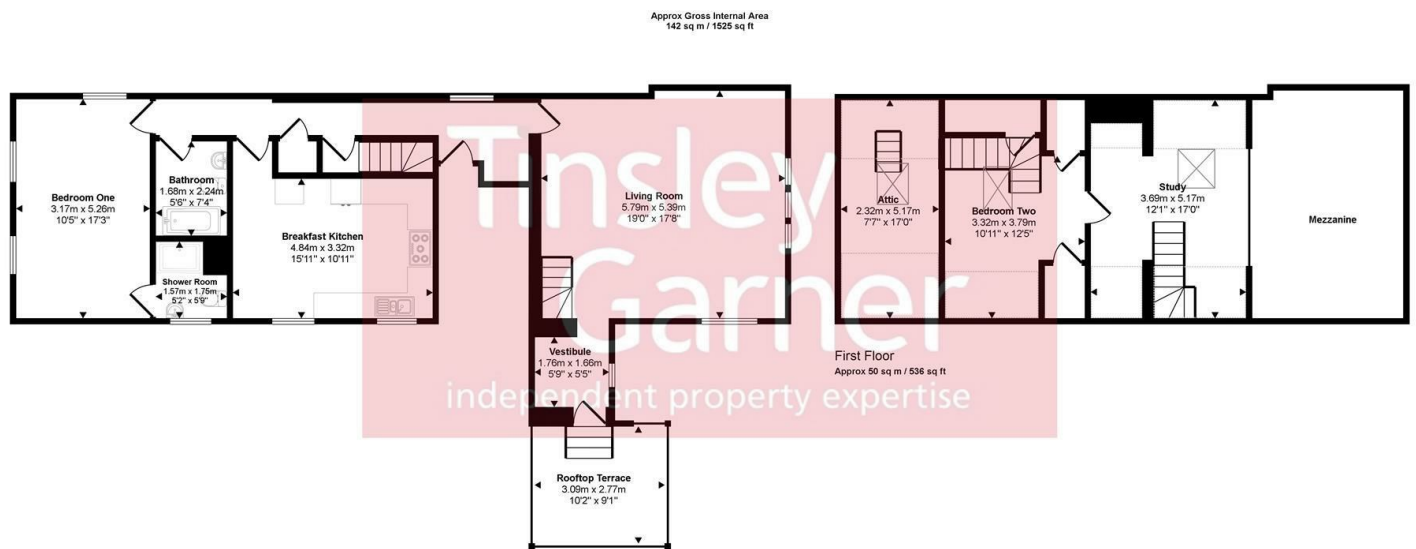 Approx Gross Internal Area
142 sq m / 1525 sq ft
Bedroom One
3.17m x 5.26m
10'5" x 17'3"
Bathroom
1.68m x 2.24m
5'6" x 7'4"
Shower Room
1.57m x 1.75m
5'2" x 5'9"
Breakfast Kitchen
4.84m x 3.32m
15'11" x 10'11"
Living Room
5.79m x 5.39m
19'0" x 17'8"
Vestibule
1.76m x 1.66m
5'9" x 5'5"
Rooftop Terrace
3.09m x 2.77m
10'2" x 9'1"
Attic
2.32m x 5.17m
7'7" x 17'0"
Bedroom Two
3.32m x 3.79m
10'11" x 12'5"
Study
3.69m x 5.17m
12'1" x 17'0"
Mezzanine
First Floor
Approx 50 sq m / 536 sq ft
Tinsley
Garner
independent property expertise